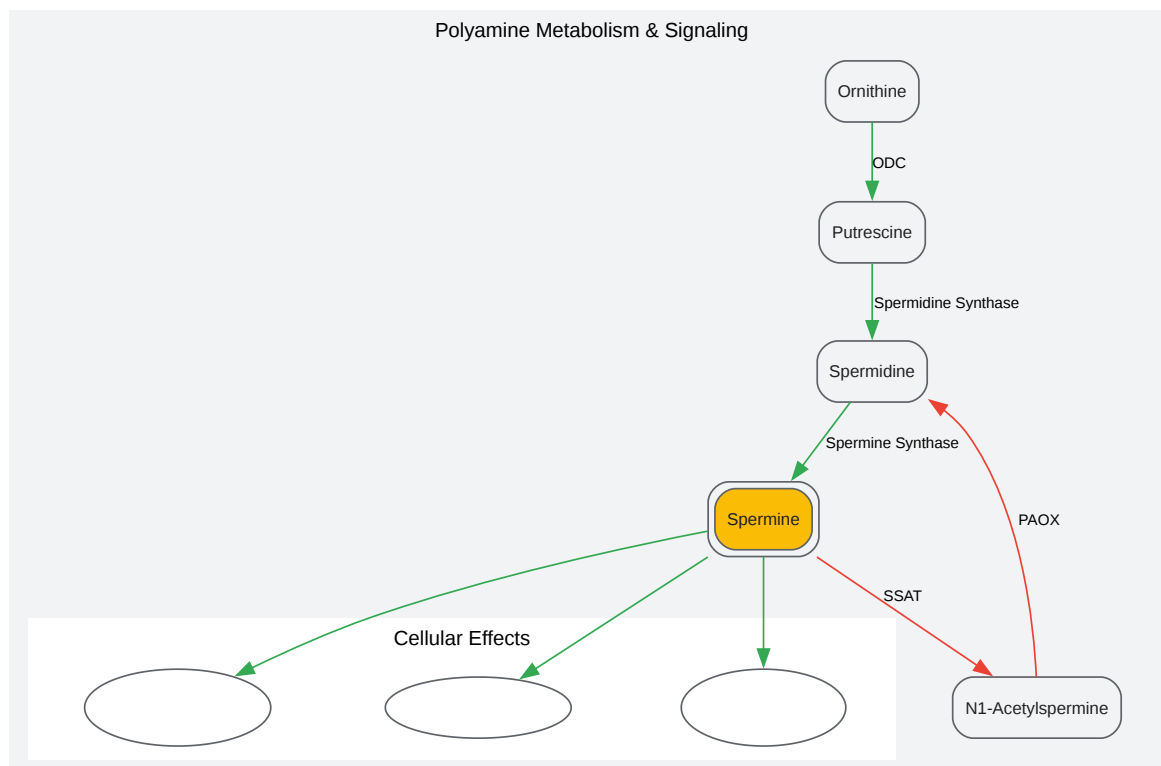 Polyamine Metabolism & Signaling
Ornithine
ODC
Putrescine
Spermidine Synthase
Spermidine
Spermine Synthase
Spermine
PAOX
SSAT
Cellular Effects
N1-Acetylspermine